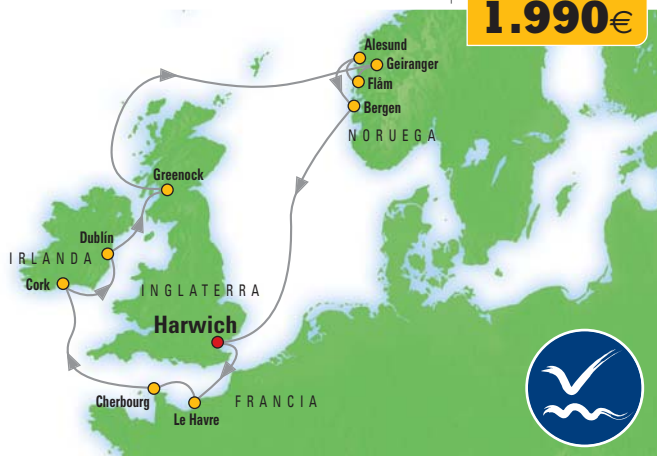 1.990€
Alesund
Geiranger
Flåm
Bergen
NORUEGA
Greenock
Dublín
IRLANDA
Cork
INGLATERRA
Harwich
Cherbourg
FRANCIA
Le Havre